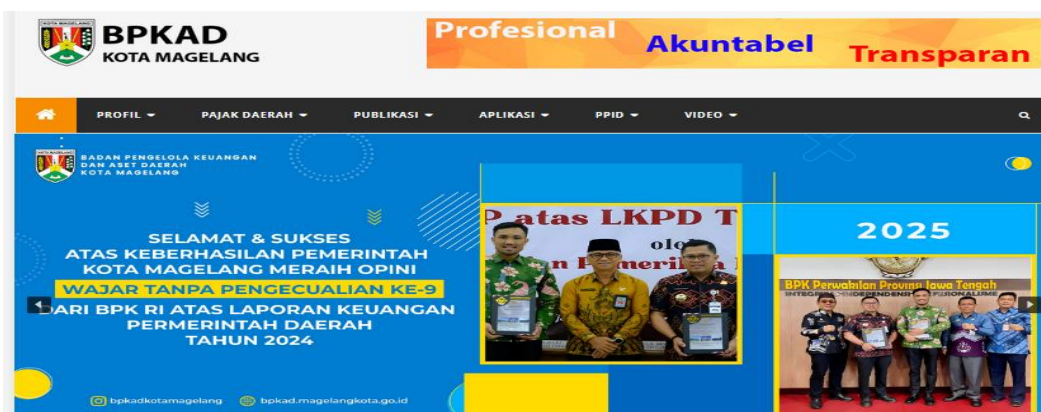 KOTA MAGELANG
BPKAD
KOTA MAGELANG
Profesional
Akuntabel
Transparan
PROFIL
PAJAK DAERAH
PUBLIKASI
APLIKASI
PPID
VIDEO
BADAN PENGELOLA KEUANGAN
DAN ASET DAERAH
KOTA MAGELANG
SELAMAT & SUKSES
ATAS KEBERHASILAN PEMERINTAH
KOTA MAGELANG MERAIH OPINI
WAJAR TANPA PENGECUALIAN KE-9
DARI BPK RI ATAS LAPORAN KEUANGAN
PERMERINTAH DAERAH
TAHUN 2024
bpkadkotamagelang
bpkad.magelangkota.go.id
P atas LKPD T
2025
BPK Perwakilan Provinsi Jawa Tengah